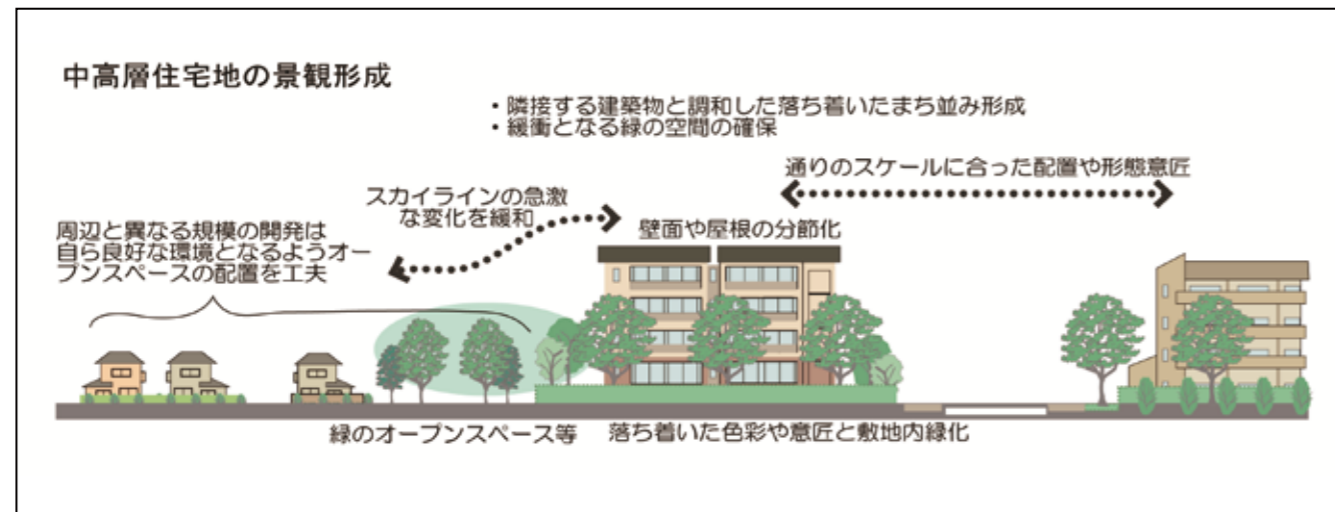 中高層住宅地の景観形成
・隣接する建築物と調和した落ち着いたまち並み形成
・緩衝となる緑の空間の確保
通りのスケールに合った配置や形態意匠
スカイラインの急激
な変化を緩和
周辺と異なる規模の開発は
自ら良好な環境となるようオー
プンスペースの配置を工夫
壁面や屋根の分節化
緑のオープンスペース等
落ち着いた色彩や意匠と敷地内緑化